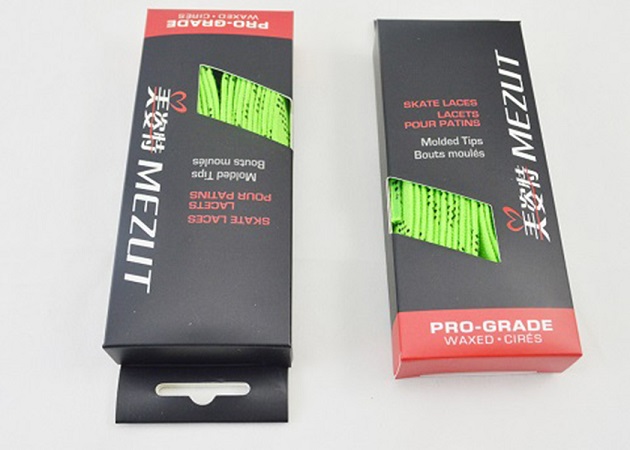 PRO-GRADE
WAXED • CIRÉS
美姿特 MEZUT
Molded Tips
Bouts moulés
SKATE LACES
LACETS
POUR PATINS
SKATE LACES
LACETS
POUR PATINS
Molded Tips
Bouts moulés
美姿特 MEZUT
PRO-GRADE
WAXED • CIRÉS